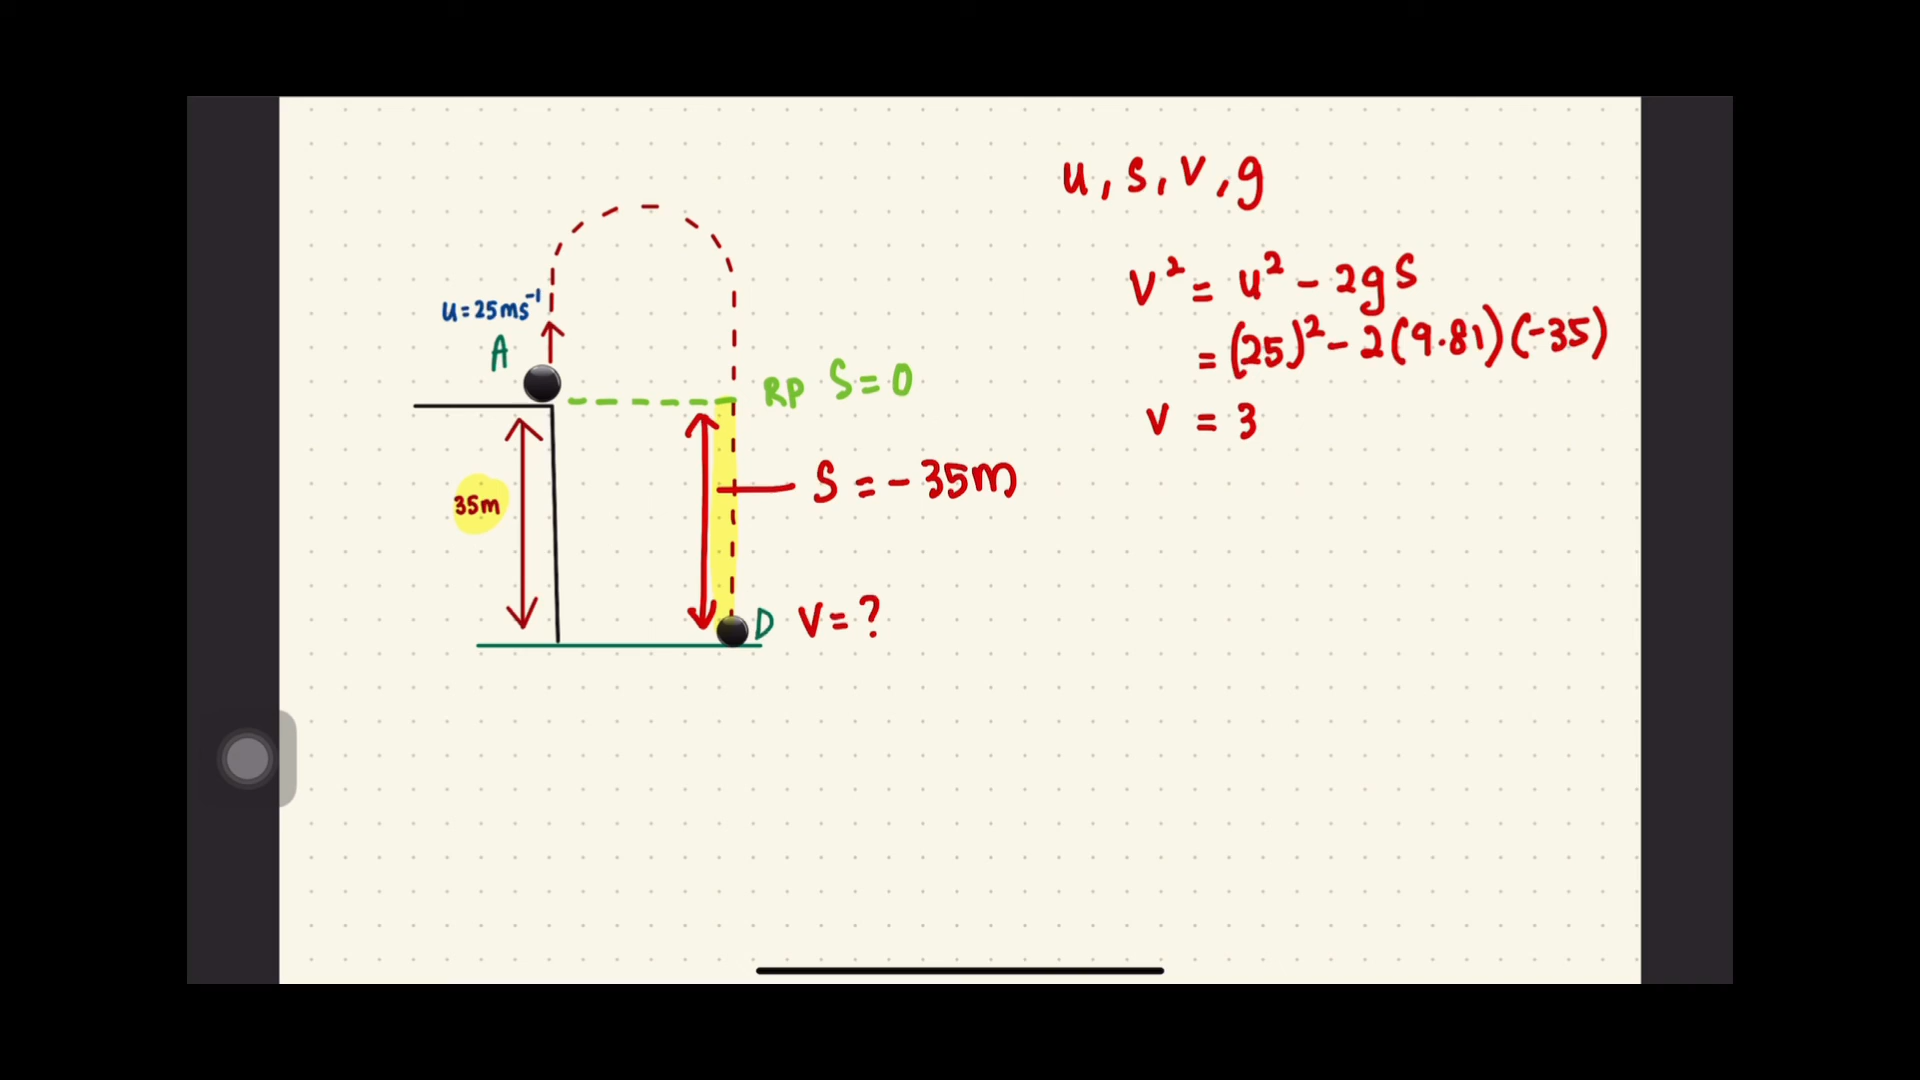 u, s, v, g
v² = u² - 2gs
= (25)² - 2(9.81)(-35)
v = 3
u = 25ms⁻¹
A
RP s = 0
35m
s = -35m
D v = ?